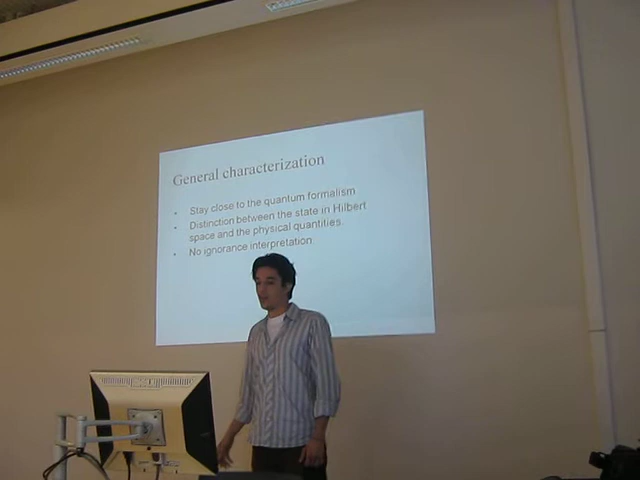 General characterization
• Stay close to the quantum formalism
• Distinction between the state in Hilbert
space and the physical quantities.
• No ignorance interpretation.